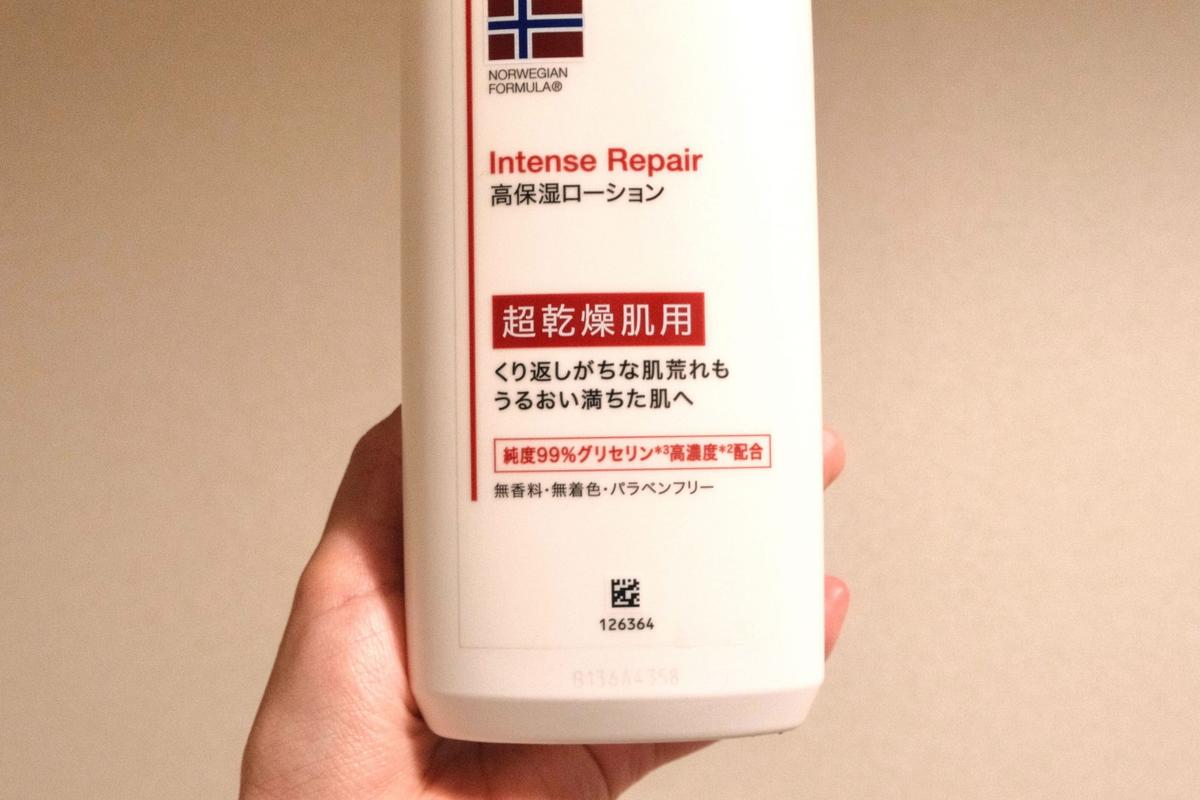 NORWEGIAN
FORMULA®
Intense Repair
高保湿ローション
超乾燥肌用
くり返しがちな肌荒れも
うるおい満ちた肌へ
純度99%グリセリン*3高濃度*2配合
無香料・無着色・パラベンフリー
126364
B136A4358